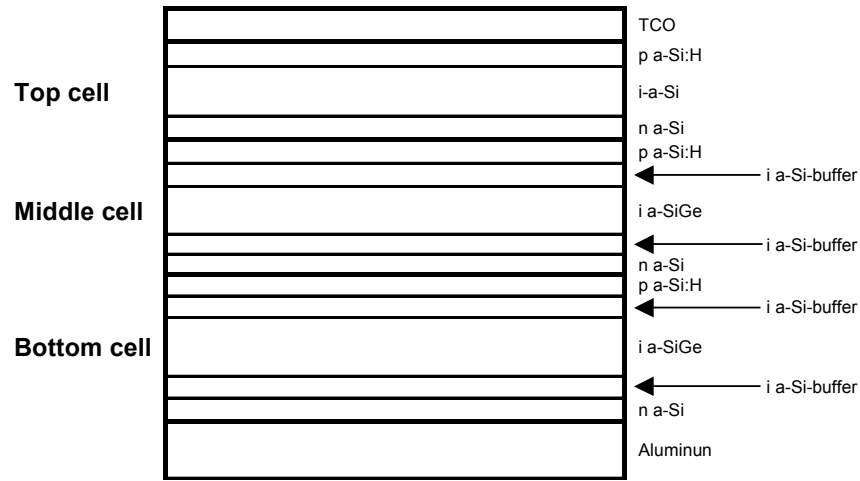 TCO
p a-Si:H
Top cell
i-a-Si
n a-Si
p a-Si:H
i a-Si-buffer
Middle cell
i a-SiGe
i a-Si-buffer
n a-Si
p a-Si:H
i a-Si-buffer
Bottom cell
i a-SiGe
i a-Si-buffer
n a-Si
Aluminun